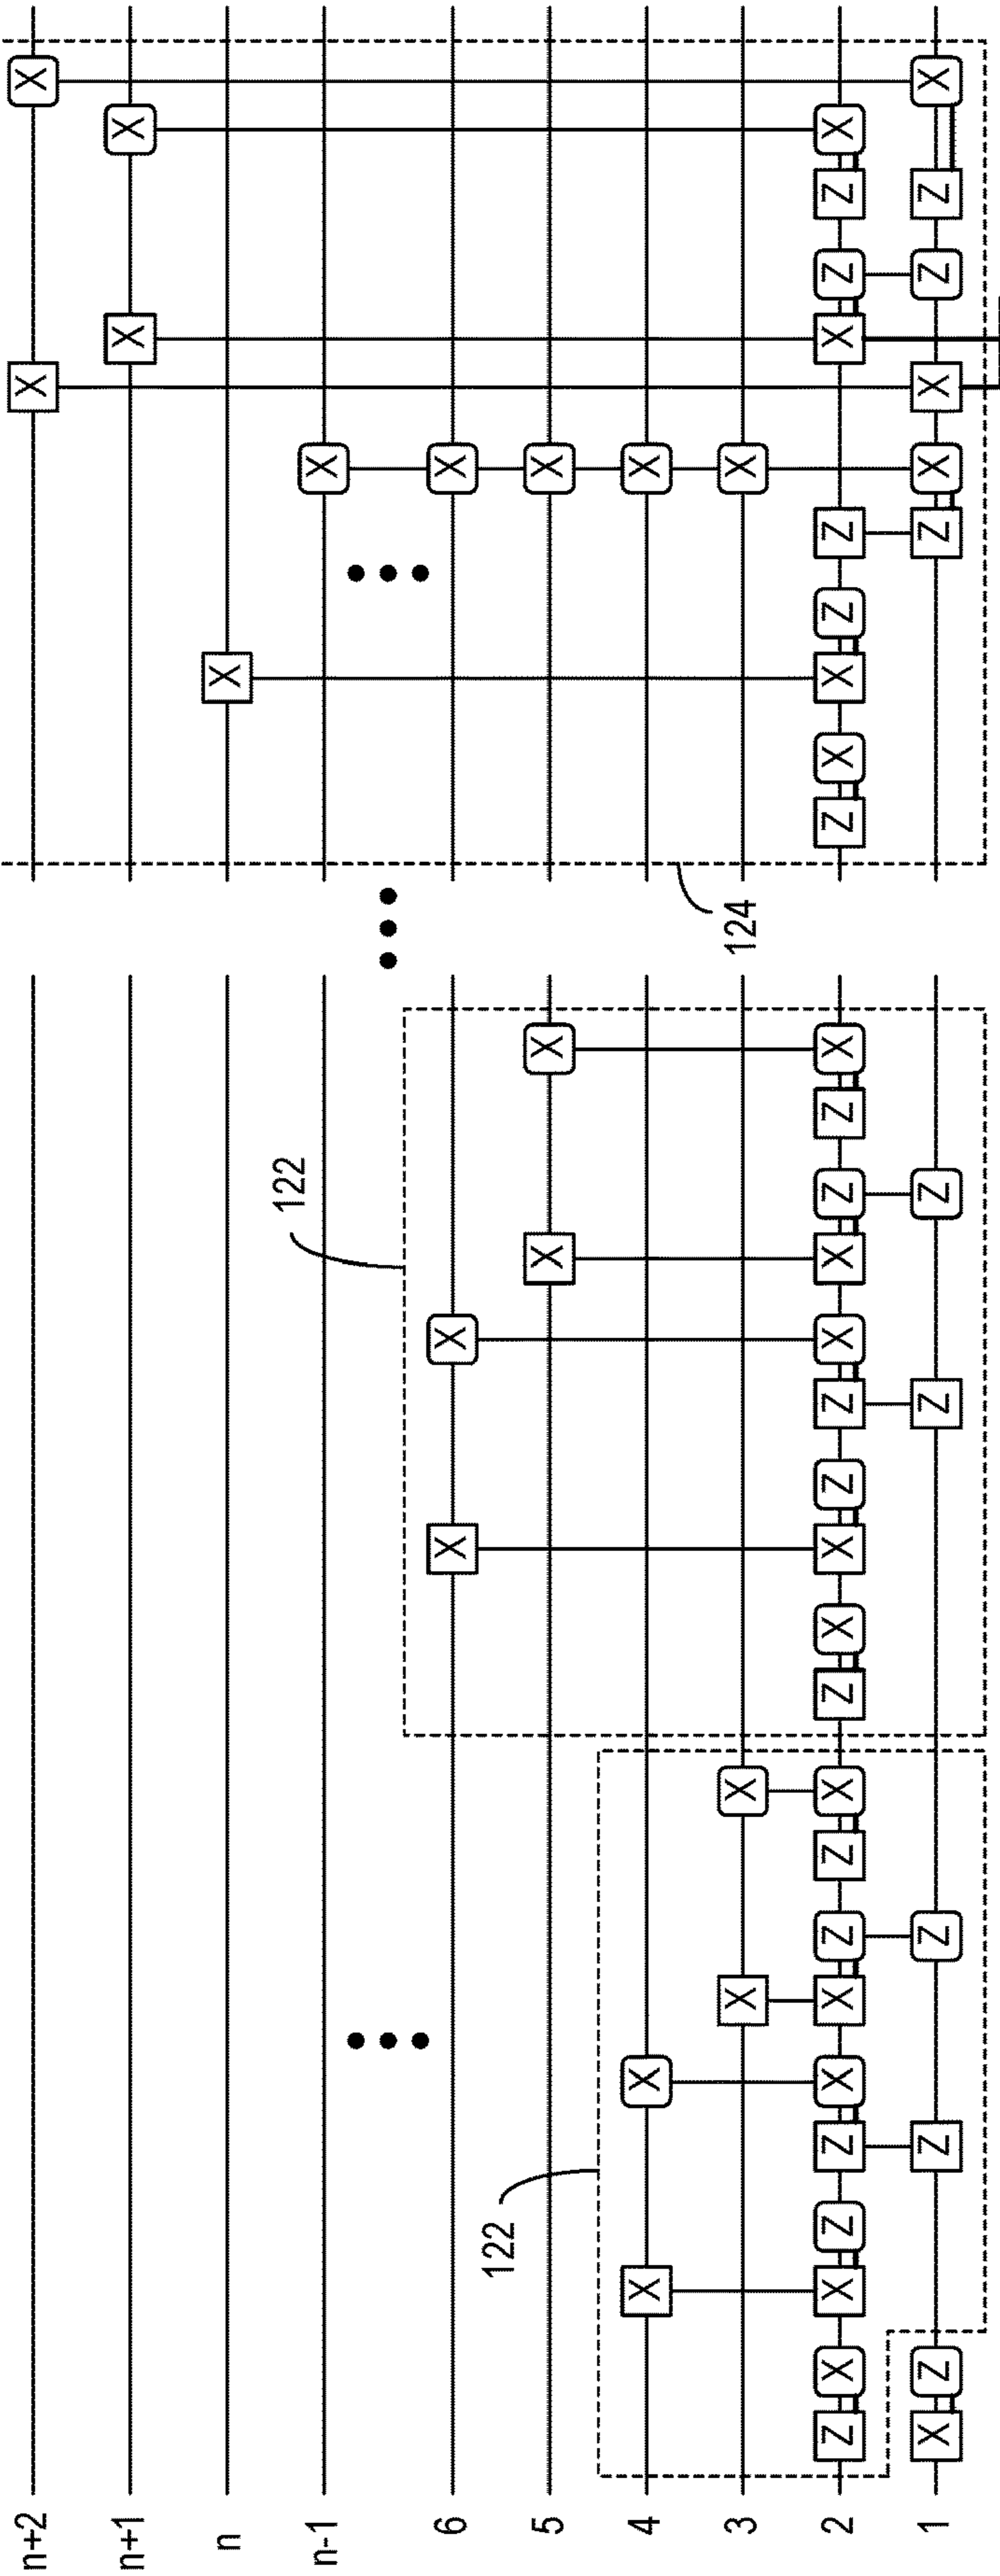 n+2 X X
n+1 X X
n X
122
n-1 X
6 X X X
122
5 X X X
4 X X X
3 X X 124 X
2 Z X X Z Z X X Z Z X Z X X Z Z X X Z Z X Z X X Z Z X Z Z X
1 X Z Z Z Z Z Z X X Z Z X